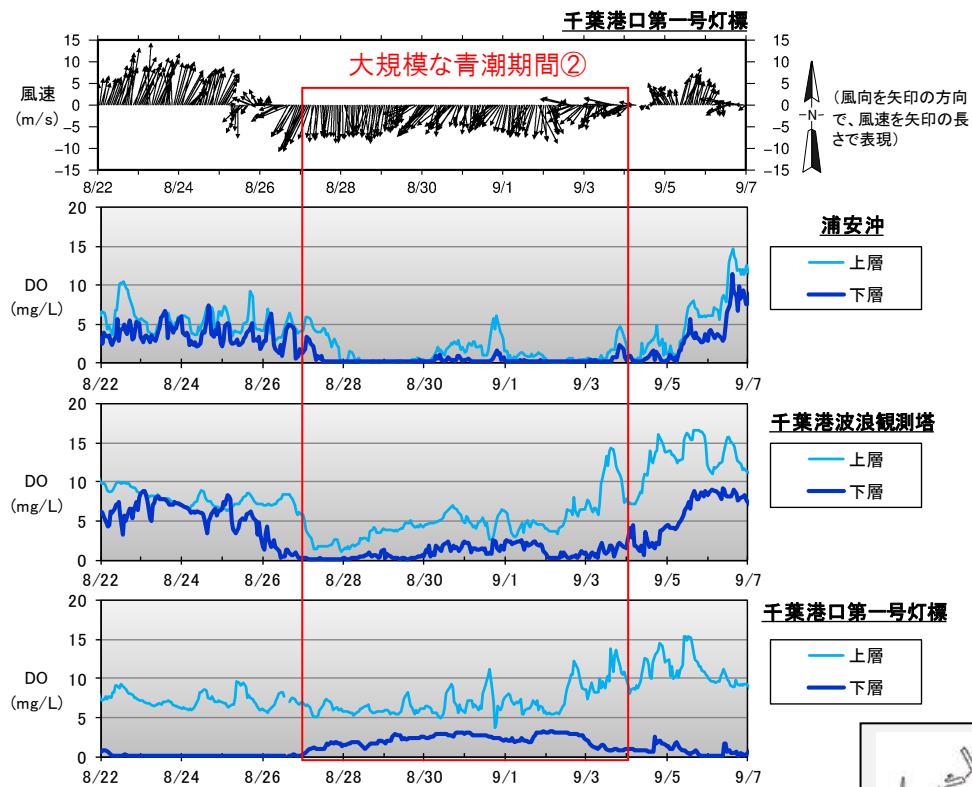 千葉港口第一号灯標
大規模な青潮期間②
風速
(m/s)
15
10
5
0
-5
-10
-15
15
10
5
0
-5
-10
-15
8/22
8/24
8/26
8/28
8/30
9/1
9/3
9/5
9/7
-N-
(風向を矢印の方向
で、風速を矢印の長
さで表現)
浦安沖
DO
(mg/L)
20
15
10
5
0
8/22
8/24
8/26
8/28
8/30
9/1
9/3
9/5
9/7
上層
下層
千葉港波浪観測塔
DO
(mg/L)
20
15
10
5
0
8/22
8/24
8/26
8/28
8/30
9/1
9/3
9/5
9/7
上層
下層
千葉港口第一号灯標
DO
(mg/L)
20
15
10
5
0
8/22
8/24
8/26
8/28
8/30
9/1
9/3
9/5
9/7
上層
下層